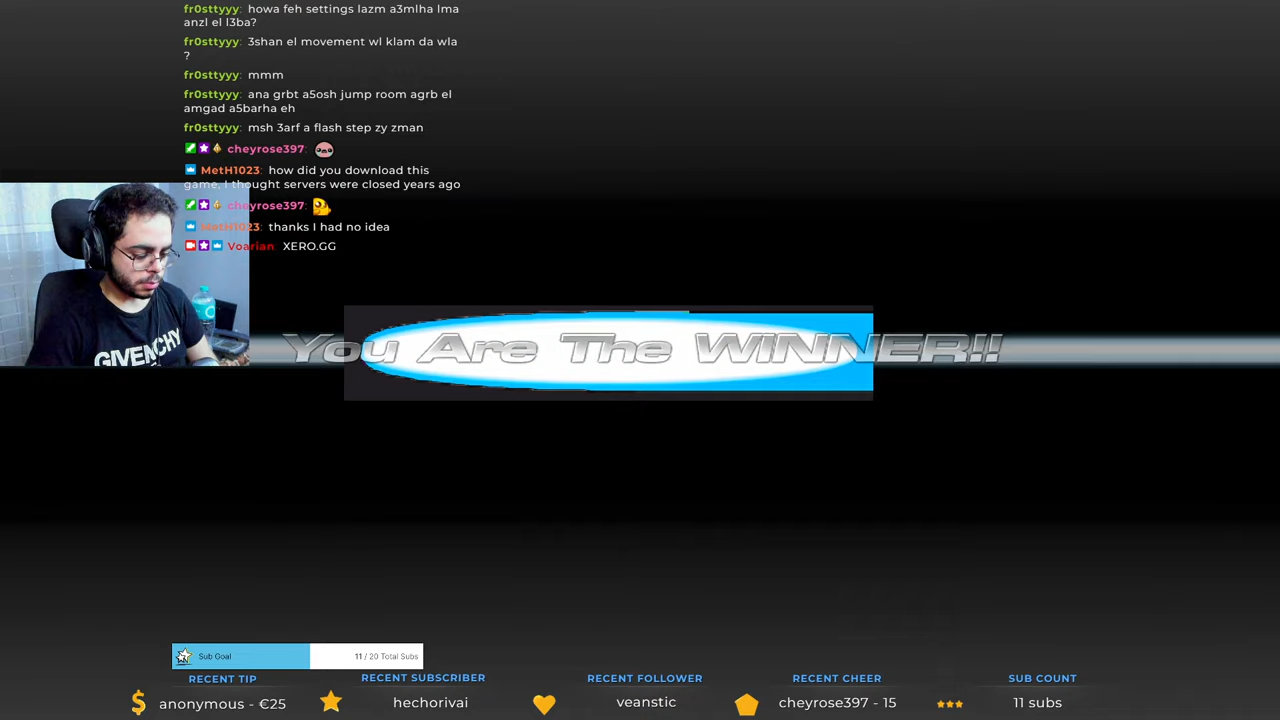 fr0sttyyy: howa feh settings lazm a3mlha lma
anzl el l3ba?
fr0sttyyy: 3shan el movement wl klam da wla
?
fr0sttyyy: mmm
fr0sttyyy: ana grbt a5osh jump room agrb el
amgad a5barha eh
fr0sttyyy: msh 3arf a flash step zy zman
cheyrose397:
MetH1023: how did you download this
game, I thought servers were closed years ago
cheyrose397:
MetH1023: thanks I had no idea
Voarian: XERO.GG
GIVENCHY
You Are The WINNER!!
Sub Goal 11 / 20 Total Subs
RECENT TIP
anonymous - €25
RECENT SUBSCRIBER
hechorivai
RECENT FOLLOWER
veanstic
RECENT CHEER
cheyrose397 - 15
SUB COUNT
11 subs